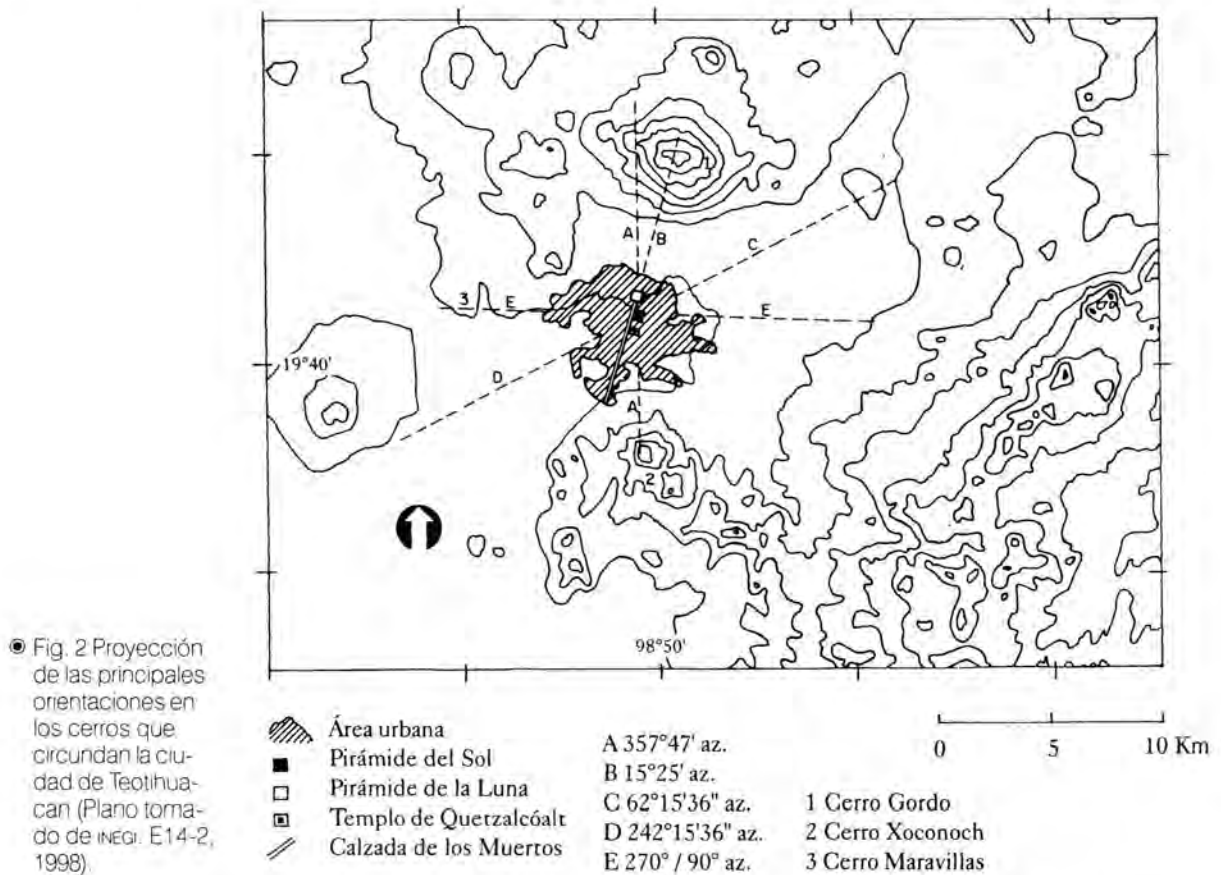 1
A
B
C
3
E
E
19°40'
D
A
2
98°50'
Fig. 2 Proyección
de las principales
orientaciones en
los cerros que
circundan la ciu-
dad de Teotihua-
can (Plano toma-
do de INEGI. E14-2,
1998).
Área urbana
Pirámide del Sol
Pirámide de la Luna
Templo de Quetzalcóalt
Calzada de los Muertos
A 357°47' az.
B 15°25' az.
C 62°15'36" az.
D 242°15'36" az.
E 270° / 90° az.
1 Cerro Gordo
2 Cerro Xoconoch
3 Cerro Maravillas
0 5 10 Km